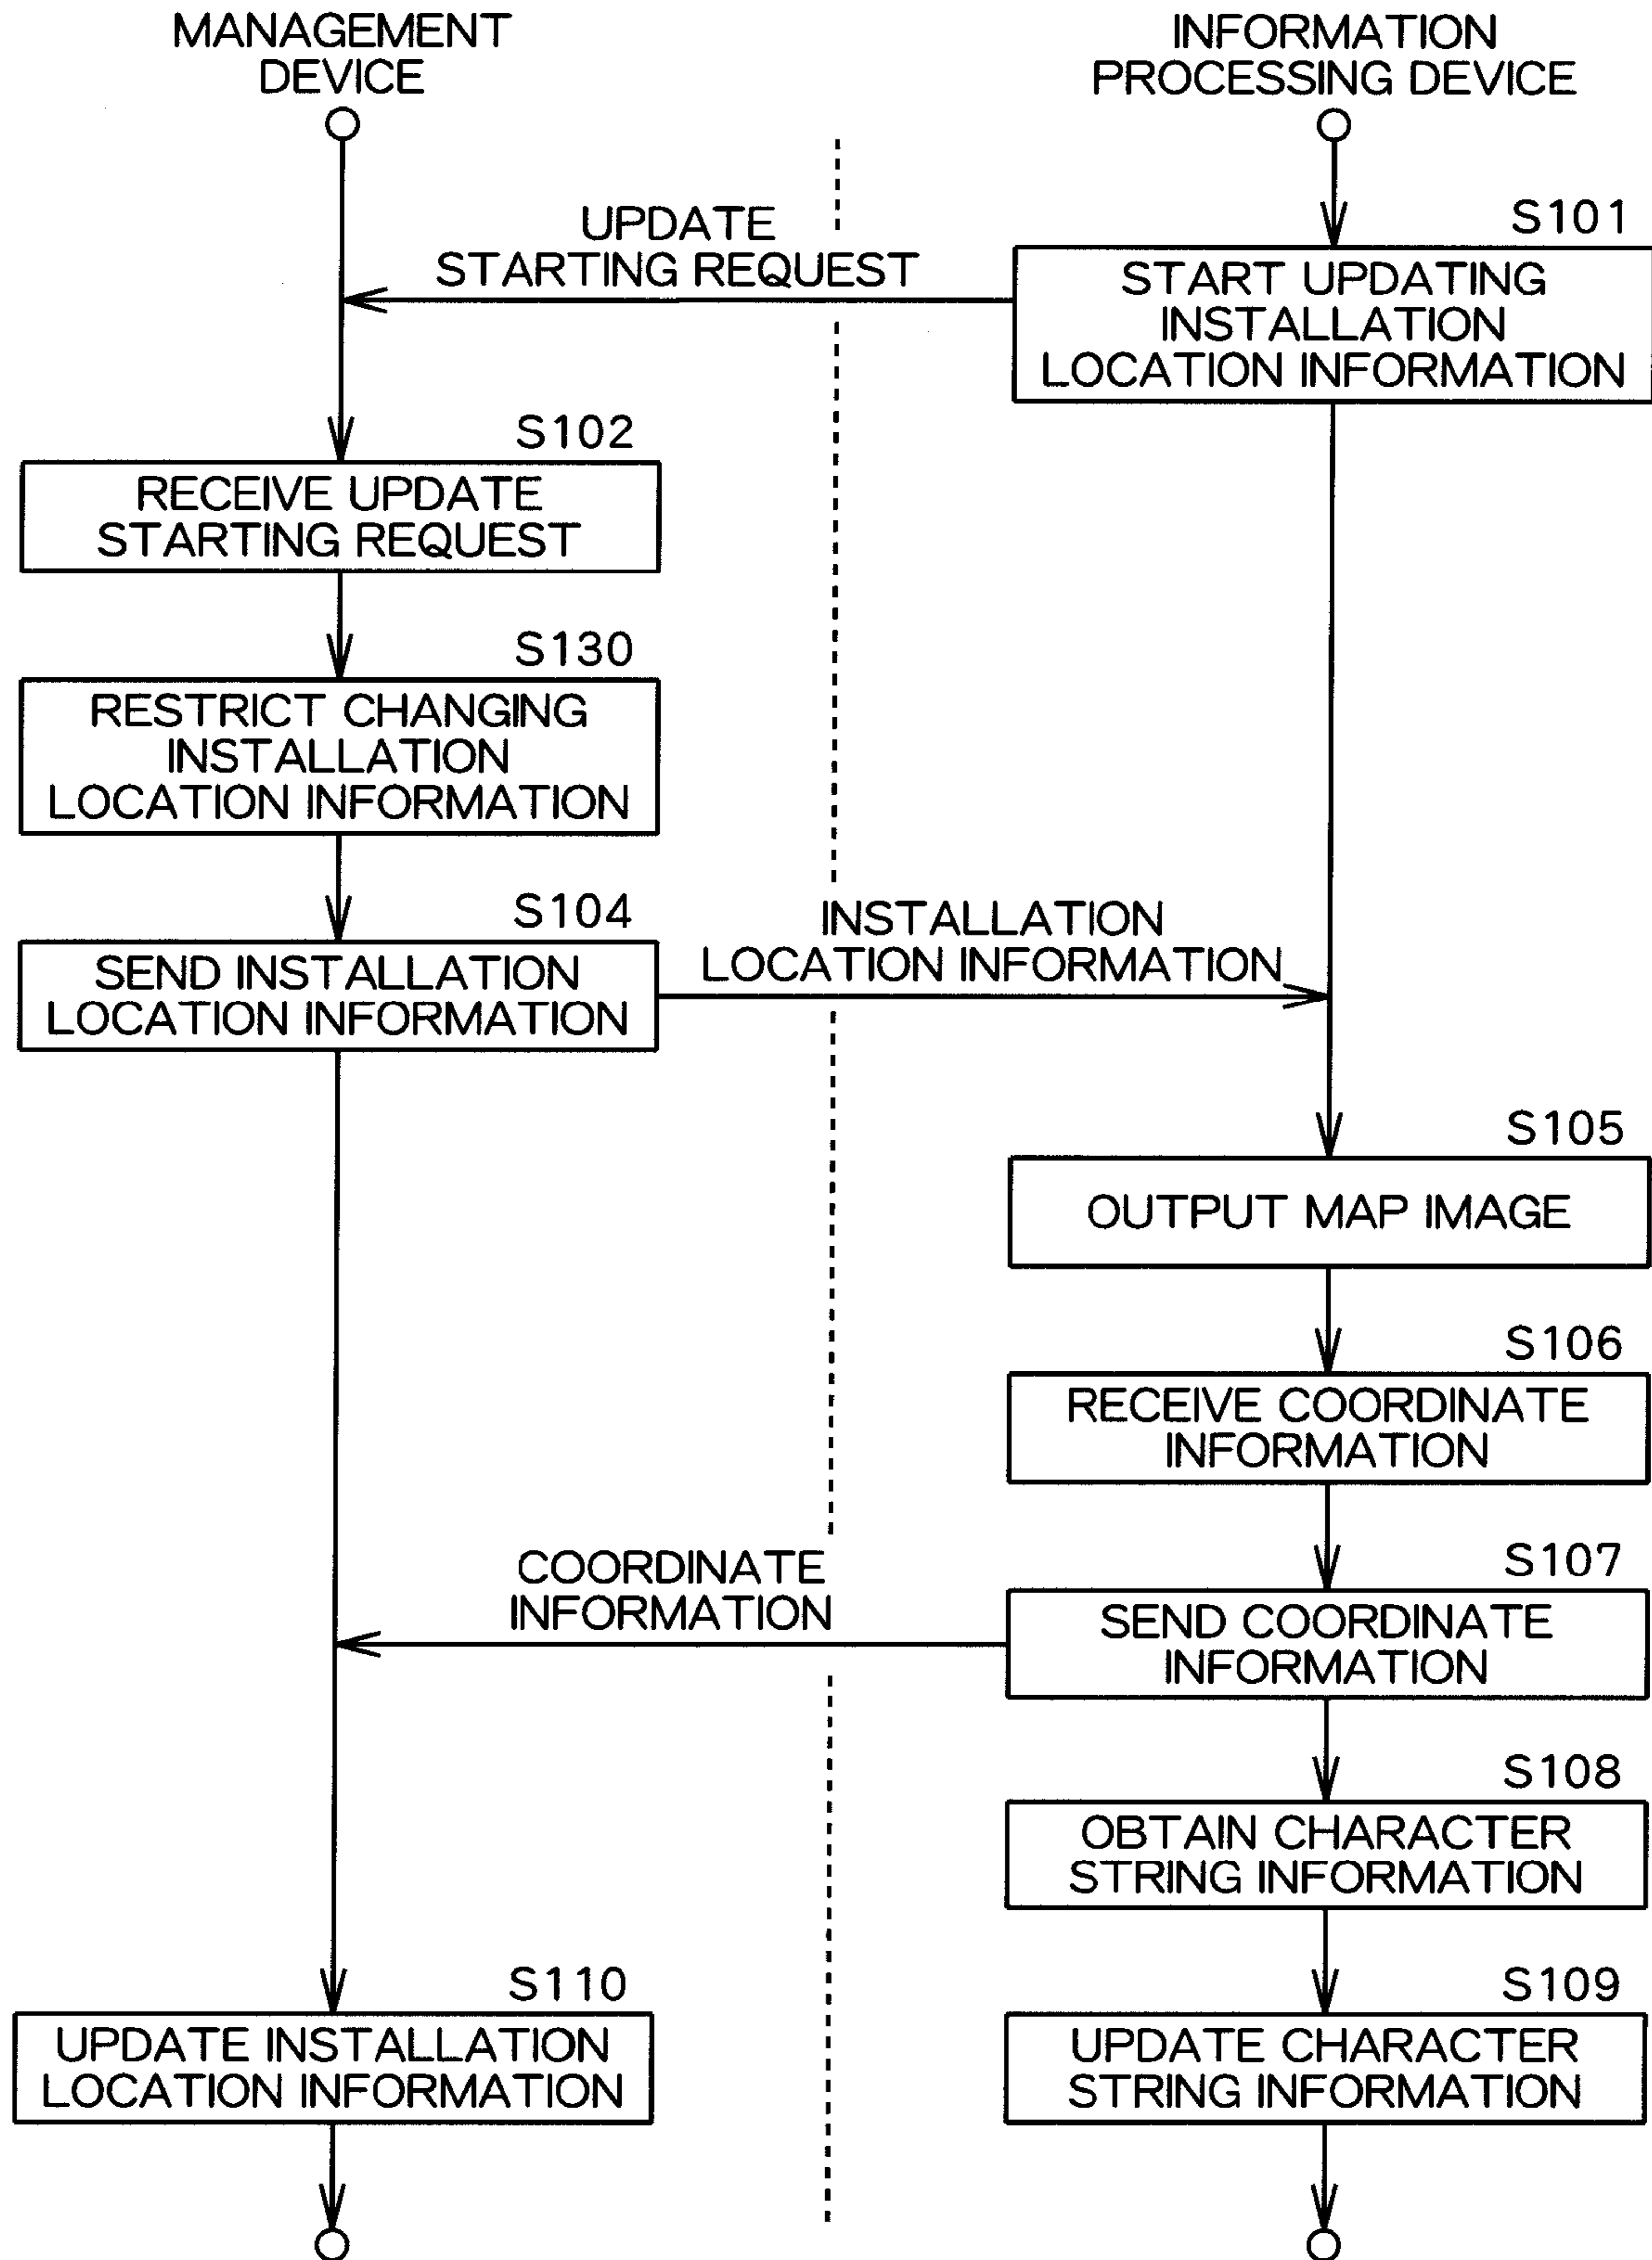 MANAGEMENT
DEVICE
INFORMATION
PROCESSING DEVICE
UPDATE
STARTING REQUEST
S101
START UPDATING
INSTALLATION
LOCATION INFORMATION
S102
RECEIVE UPDATE
STARTING REQUEST
S130
RESTRICT CHANGING
INSTALLATION
LOCATION INFORMATION
S104
SEND INSTALLATION
LOCATION INFORMATION
INSTALLATION
LOCATION INFORMATION
S105
OUTPUT MAP IMAGE
S106
RECEIVE COORDINATE
INFORMATION
COORDINATE
INFORMATION
S107
SEND COORDINATE
INFORMATION
S108
OBTAIN CHARACTER
STRING INFORMATION
S110
UPDATE INSTALLATION
LOCATION INFORMATION
S109
UPDATE CHARACTER
STRING INFORMATION